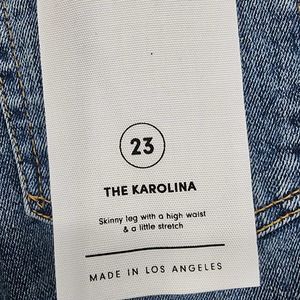 23
THE KAROLINA
Skinny leg with a high waist
& a little stretch
MADE IN LOS ANGELES